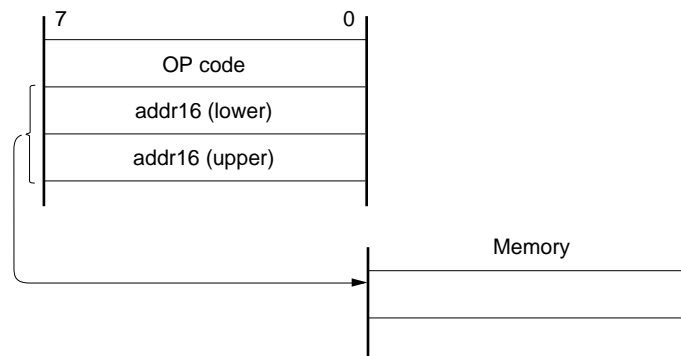 7 0
OP code
addr16 (lower)
addr16 (upper)
Memory